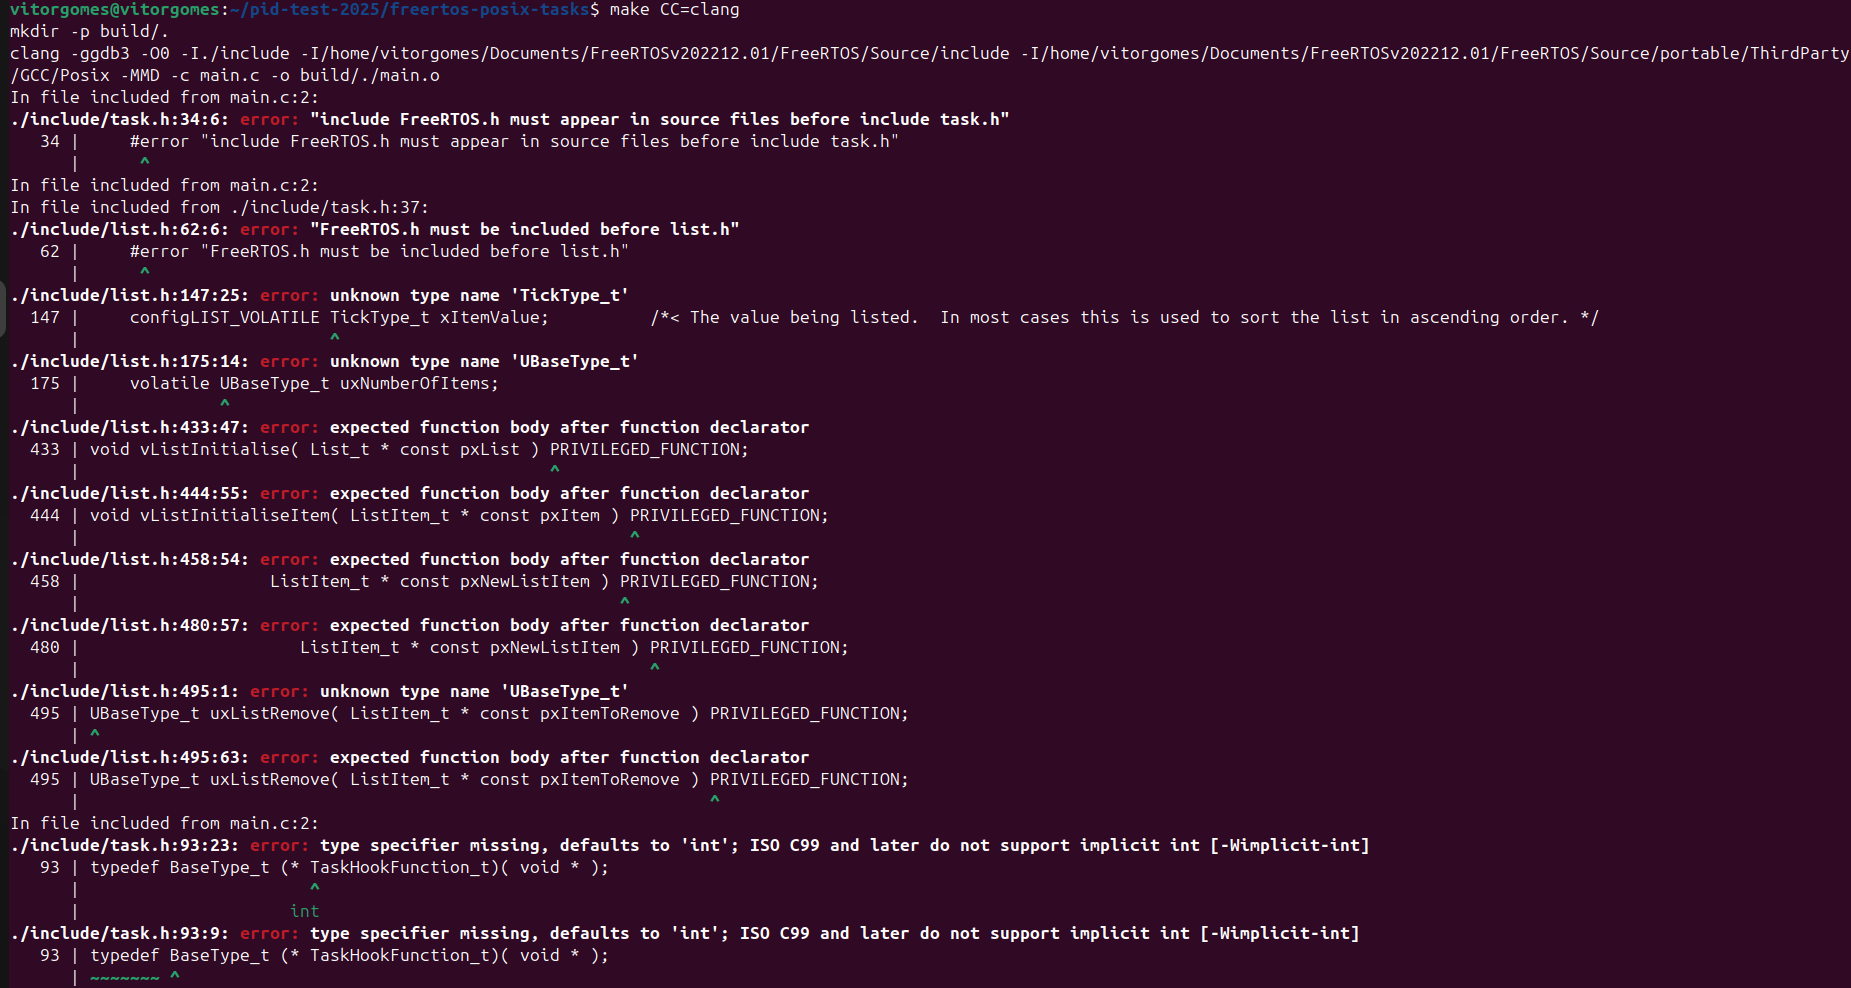 vitorgomes@vitorgomes:~/pid-test-2025/freertos-posix-tasks$ make CC=clang
mkdir -p build/.
clang -ggdb3 -O0 -I./include -I/home/vitorgomes/Documents/FreeRTOSv202212.01/FreeRTOS/Source/include -I/home/vitorgomes/Documents/FreeRTOSv202212.01/FreeRTOS/Source/portable/ThirdParty
/GCC/Posix -MMD -c main.c -o build/./main.o
In file included from main.c:2:
./include/task.h:34:6: error: "include FreeRTOS.h must appear in source files before include task.h"
   34 |     #error "include FreeRTOS.h must appear in source files before include task.h"
      |      ^
In file included from main.c:2:
In file included from ./include/task.h:37:
./include/list.h:62:6: error: "FreeRTOS.h must be included before list.h"
   62 |     #error "FreeRTOS.h must be included before list.h"
      |      ^
./include/list.h:147:25: error: unknown type name 'TickType_t'
  147 |     configLIST_VOLATILE TickType_t xItemValue;          /*< The value being listed.  In most cases this is used to sort the list in ascending order. */
      |                         ^
./include/list.h:175:14: error: unknown type name 'UBaseType_t'
  175 |     volatile UBaseType_t uxNumberOfItems;
      |              ^
./include/list.h:433:47: error: expected function body after function declarator
  433 | void vListInitialise( List_t * const pxList ) PRIVILEGED_FUNCTION;
      |                                               ^
./include/list.h:444:55: error: expected function body after function declarator
  444 | void vListInitialiseItem( ListItem_t * const pxItem ) PRIVILEGED_FUNCTION;
      |                                                       ^
./include/list.h:458:54: error: expected function body after function declarator
  458 |                   ListItem_t * const pxNewListItem ) PRIVILEGED_FUNCTION;
      |                                                      ^
./include/list.h:480:57: error: expected function body after function declarator
  480 |                      ListItem_t * const pxNewListItem ) PRIVILEGED_FUNCTION;
      |                                                         ^
./include/list.h:495:1: error: unknown type name 'UBaseType_t'
  495 | UBaseType_t uxListRemove( ListItem_t * const pxItemToRemove ) PRIVILEGED_FUNCTION;
      | ^
./include/list.h:495:63: error: expected function body after function declarator
  495 | UBaseType_t uxListRemove( ListItem_t * const pxItemToRemove ) PRIVILEGED_FUNCTION;
      |                                                               ^
In file included from main.c:2:
./include/task.h:93:23: error: type specifier missing, defaults to 'int'; ISO C99 and later do not support implicit int [-Wimplicit-int]
   93 | typedef BaseType_t (* TaskHookFunction_t)( void * );
      |                       ^
      |                     int
./include/task.h:93:9: error: type specifier missing, defaults to 'int'; ISO C99 and later do not support implicit int [-Wimplicit-int]
   93 | typedef BaseType_t (* TaskHookFunction_t)( void * );
      | ~~~~~~~ ^